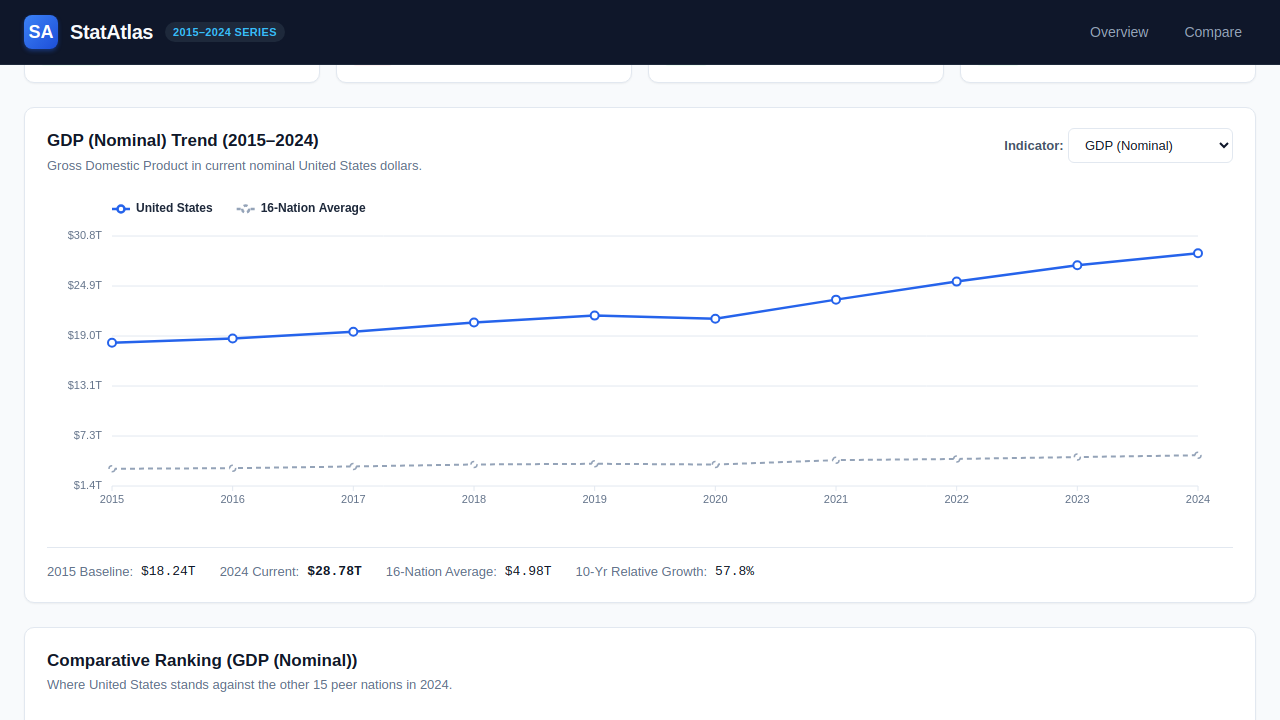 SA StatAtlas 2015–2024 SERIES Overview Compare
GDP (Nominal) Trend (2015–2024)
Gross Domestic Product in current nominal United States dollars.
Indicator: GDP (Nominal)
United States 16-Nation Average
$30.8T
$24.9T
$19.0T
$13.1T
$7.3T
$1.4T
2015 2016 2017 2018 2019 2020 2021 2022 2023 2024
2015 Baseline: $18.24T 2024 Current: $28.78T 16-Nation Average: $4.98T 10-Yr Relative Growth: 57.8%
Comparative Ranking (GDP (Nominal))
Where United States stands against the other 15 peer nations in 2024.